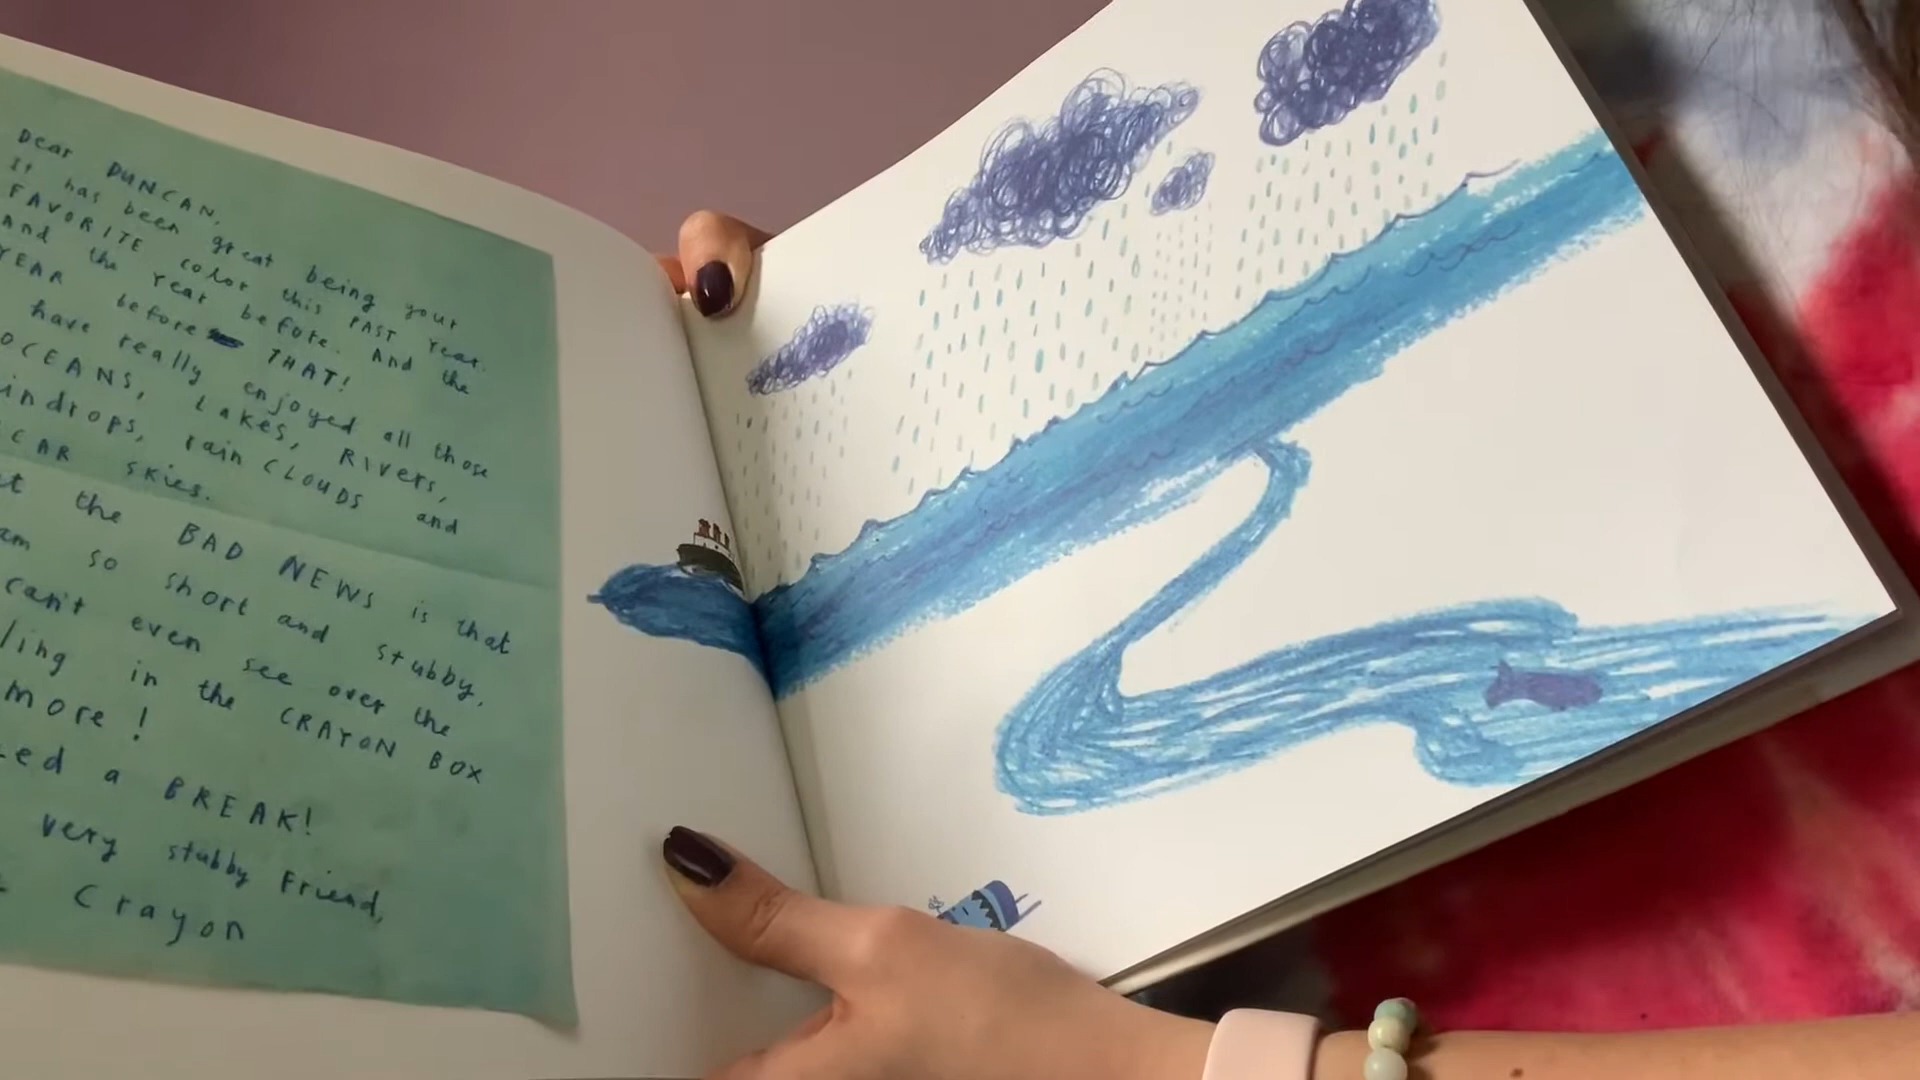 Dear DUNCAN,
It has been great being your
FAVORITE color this PAST year.
And the Year before. And the
YEAR before THAT!
have really enjoyed all those
OCEANS, Lakes, RIVers,
indrops, rain CLOUDS and
CAR skies.
the BAD NEWS is that
am so short and stubby,
can't even see over the
ling in the CRAYON BOX
more!
ed a BREAK!
very stubby Friend,
Crayon